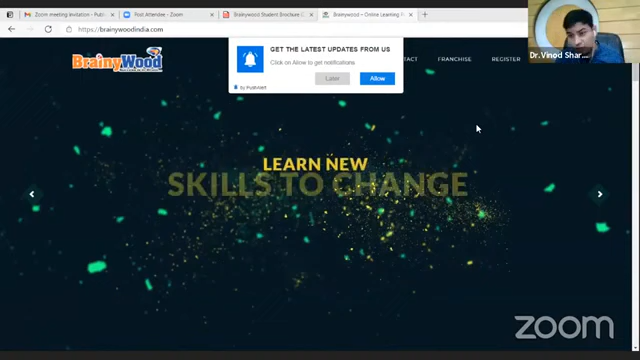 Zoom meeting invitation - Publi
Post Attendee - Zoom
Brainywood Student Brochure (
Brainywood – Online Learning F
https://brainywoodindia.com
BrainyWood
GET THE LATEST UPDATES FROM US
Click on Allow to get notifications
Later
Allow
by PushAlert
TACT
FRANCHISE
REGISTER
Dr.Vinod Shar...
LEARN NEW
SKILLS TO CHANGE
zoom